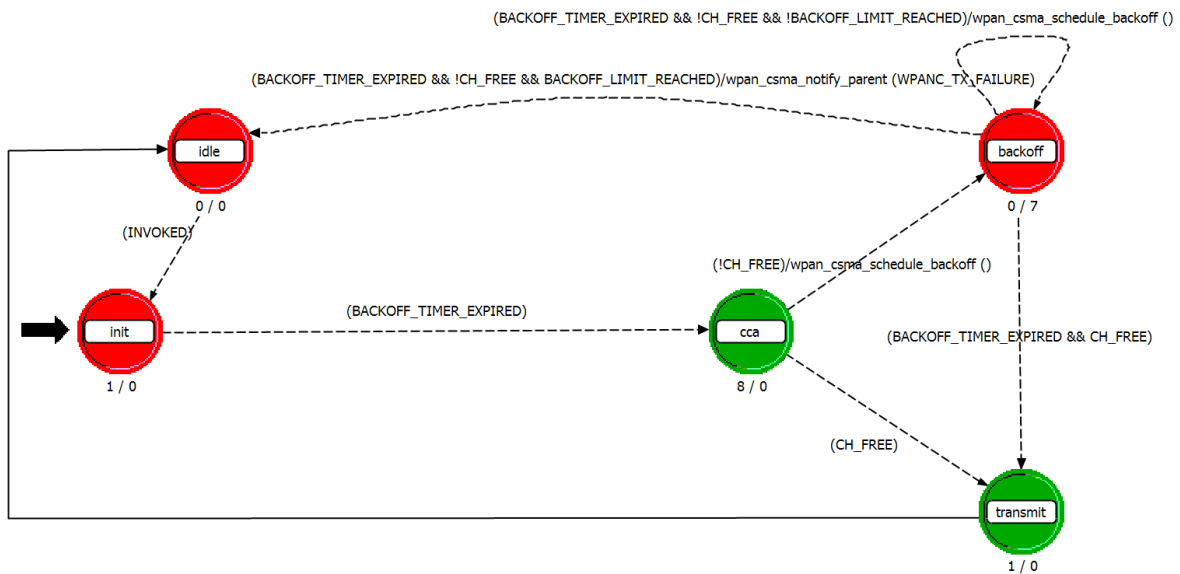 (BACKOFF_TIMER_EXPIRED && !CH_FREE && !BACKOFF_LIMIT_REACHED)/wpan_csma_schedule_backoff ()
(BACKOFF_TIMER_EXPIRED && !CH_FREE && BACKOFF_LIMIT_REACHED)/wpan_csma_notify_parent (WPANC_TX_FAILURE)
idle
backoff
0 / 0
0 / 7
(INVOKED)
(!CH_FREE)/wpan_csma_schedule_backoff ()
(BACKOFF_TIMER_EXPIRED)
init
cca
(BACKOFF_TIMER_EXPIRED && CH_FREE)
1 / 0
8 / 0
(CH_FREE)
transmit
1 / 0